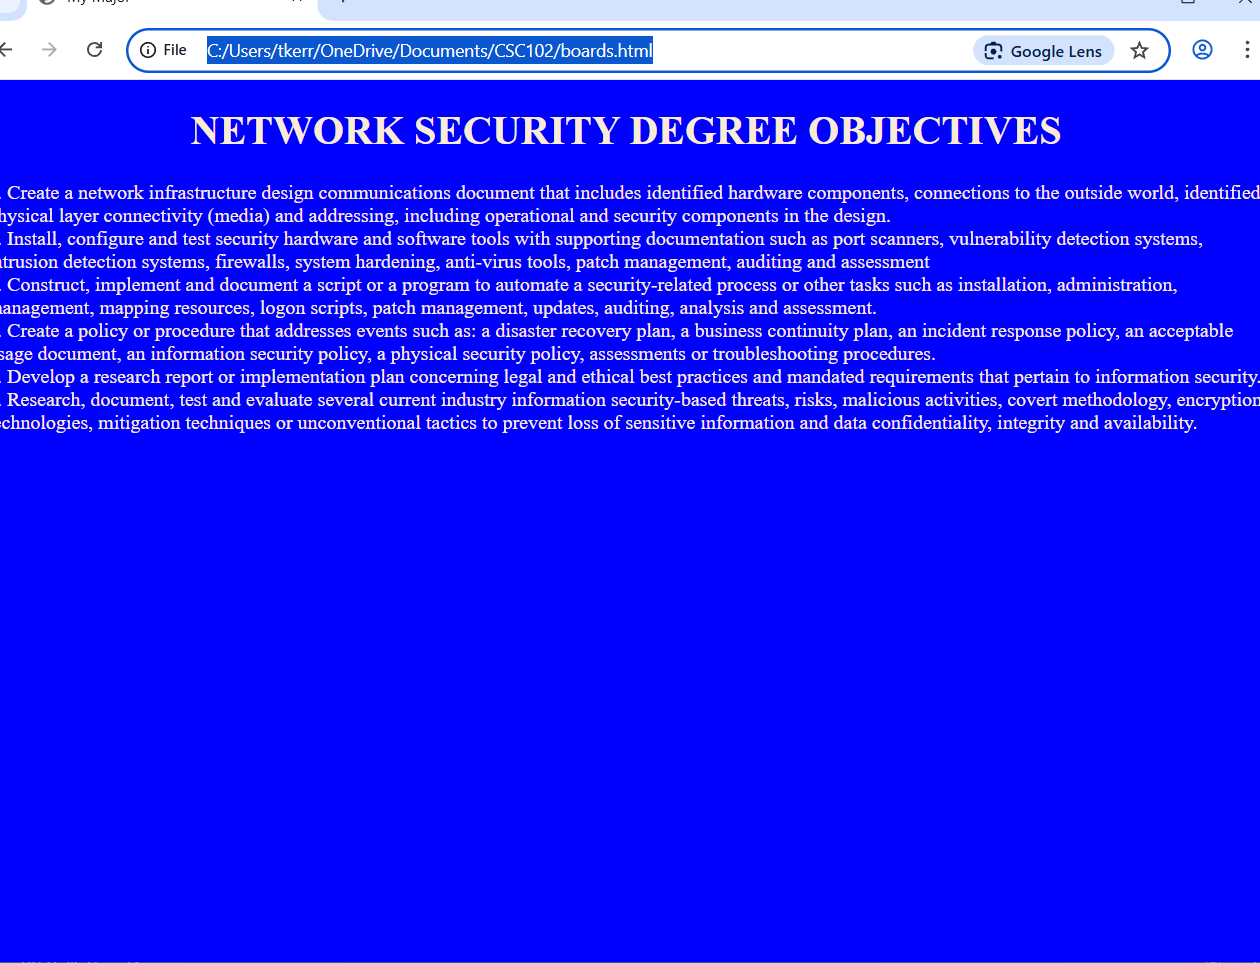 My Major
File C:/Users/tkerr/OneDrive/Documents/CSC102/boards.html Google Lens
NETWORK SECURITY DEGREE OBJECTIVES
. Create a network infrastructure design communications document that includes identified hardware components, connections to the outside world, identified
hysical layer connectivity (media) and addressing, including operational and security components in the design.
. Install, configure and test security hardware and software tools with supporting documentation such as port scanners, vulnerability detection systems,
ntrusion detection systems, firewalls, system hardening, anti-virus tools, patch management, auditing and assessment
. Construct, implement and document a script or a program to automate a security-related process or other tasks such as installation, administration,
nanagement, mapping resources, logon scripts, patch management, updates, auditing, analysis and assessment.
. Create a policy or procedure that addresses events such as: a disaster recovery plan, a business continuity plan, an incident response policy, an acceptable
sage document, an information security policy, a physical security policy, assessments or troubleshooting procedures.
. Develop a research report or implementation plan concerning legal and ethical best practices and mandated requirements that pertain to information security.
. Research, document, test and evaluate several current industry information security-based threats, risks, malicious activities, covert methodology, encryption
echnologies, mitigation techniques or unconventional tactics to prevent loss of sensitive information and data confidentiality, integrity and availability.